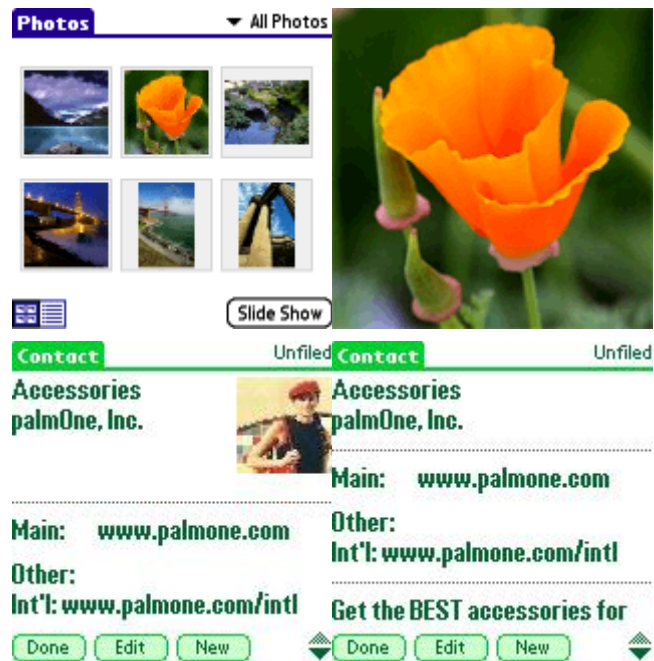 Photos
All Photos
Slide Show
Contact
Unfiled
Accessories
palmOne, Inc.
Main: www.palmone.com
Other:
Int'l: www.palmone.com/intl
Done Edit New
Contact
Unfiled
Accessories
palmOne, Inc.
Main: www.palmone.com
Other:
Int'l: www.palmone.com/intl
Get the BEST accessories for
Done Edit New